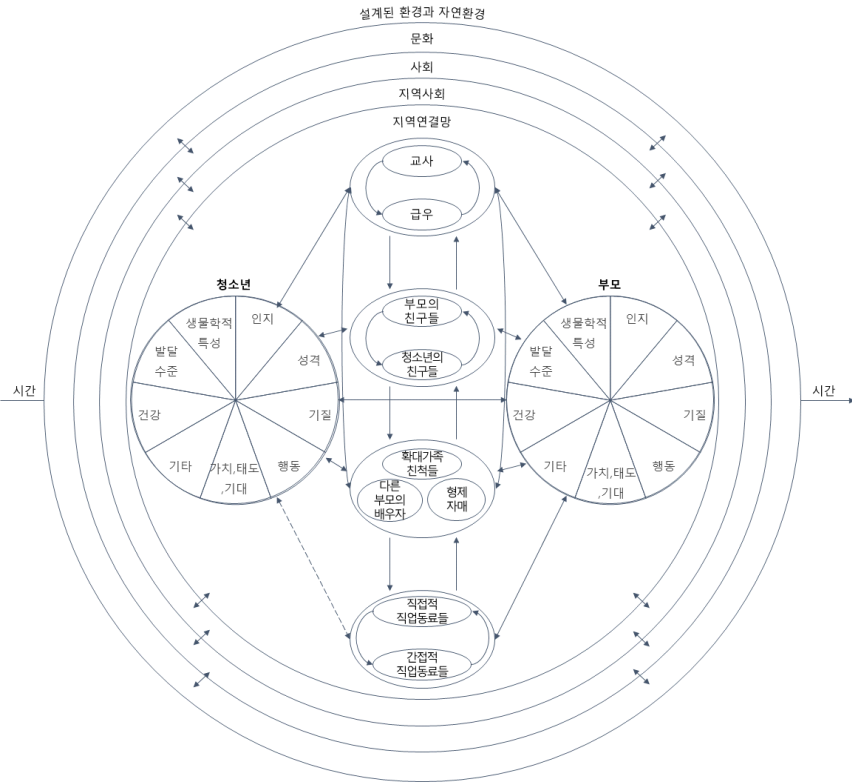 설계된 환경과 자연환경
문화
사회
지역사회
지역연결망
교사
급우
청소년
부모
부모의
친구들
청소년의
친구들
생물학적
특성
인지
발달
수준
성격
건강
기질
기타
가치,태도
,기대
행동
생물학적
특성
인지
발달
수준
성격
건강
기질
기타
가치,태도
,기대
행동
시간
시간
확대가족
친척들
다른
부모의
배우자
형제
자매
직접적
직업동료들
간접적
직업동료들